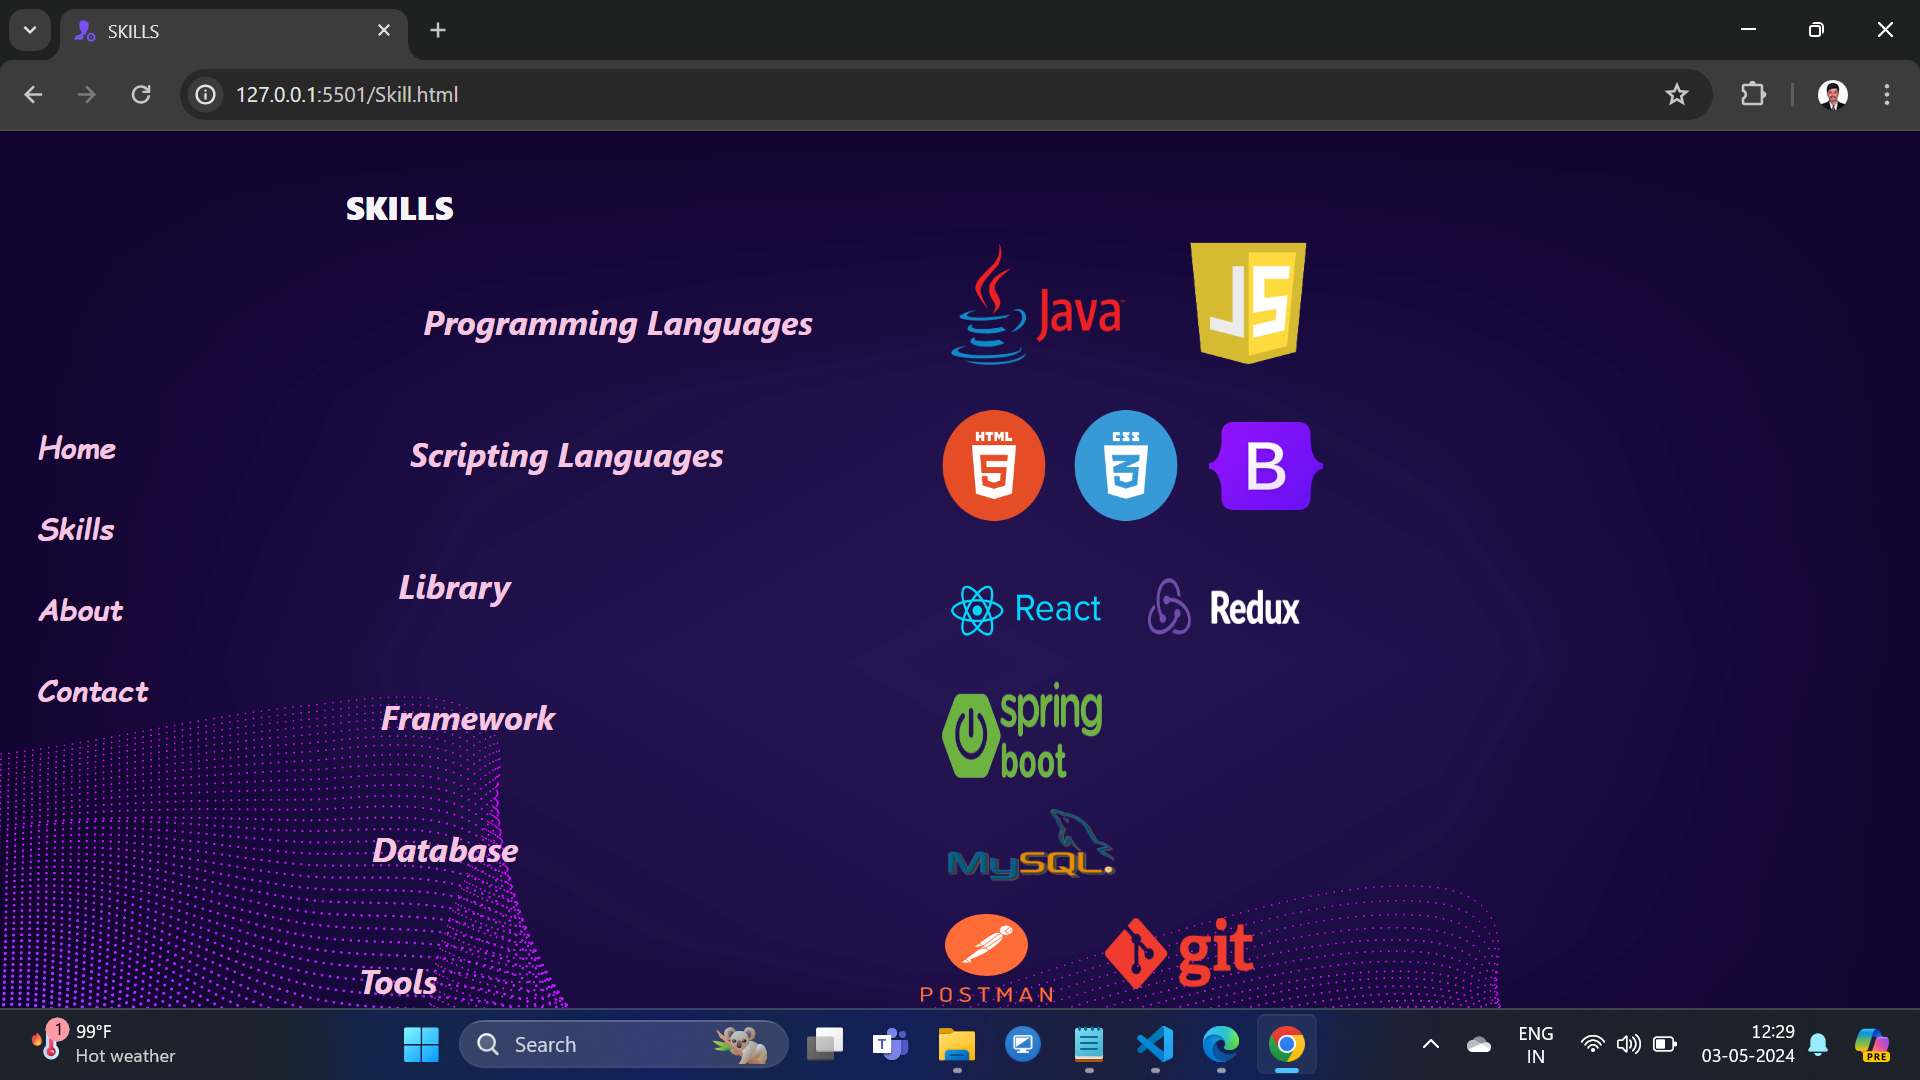 SKILLS
127.0.0.1:5501/Skill.html
SKILLS
Programming Languages
Java™
JS
Home
Scripting Languages
HTML
5
CSS
3
B
Skills
Library
React
Redux
About
Contact
Framework
spring
boot
Database
MySQL
Tools
POSTMAN
git
1
99°F
Hot weather
Search
T
ENG
IN
12:29
03-05-2024
PRE